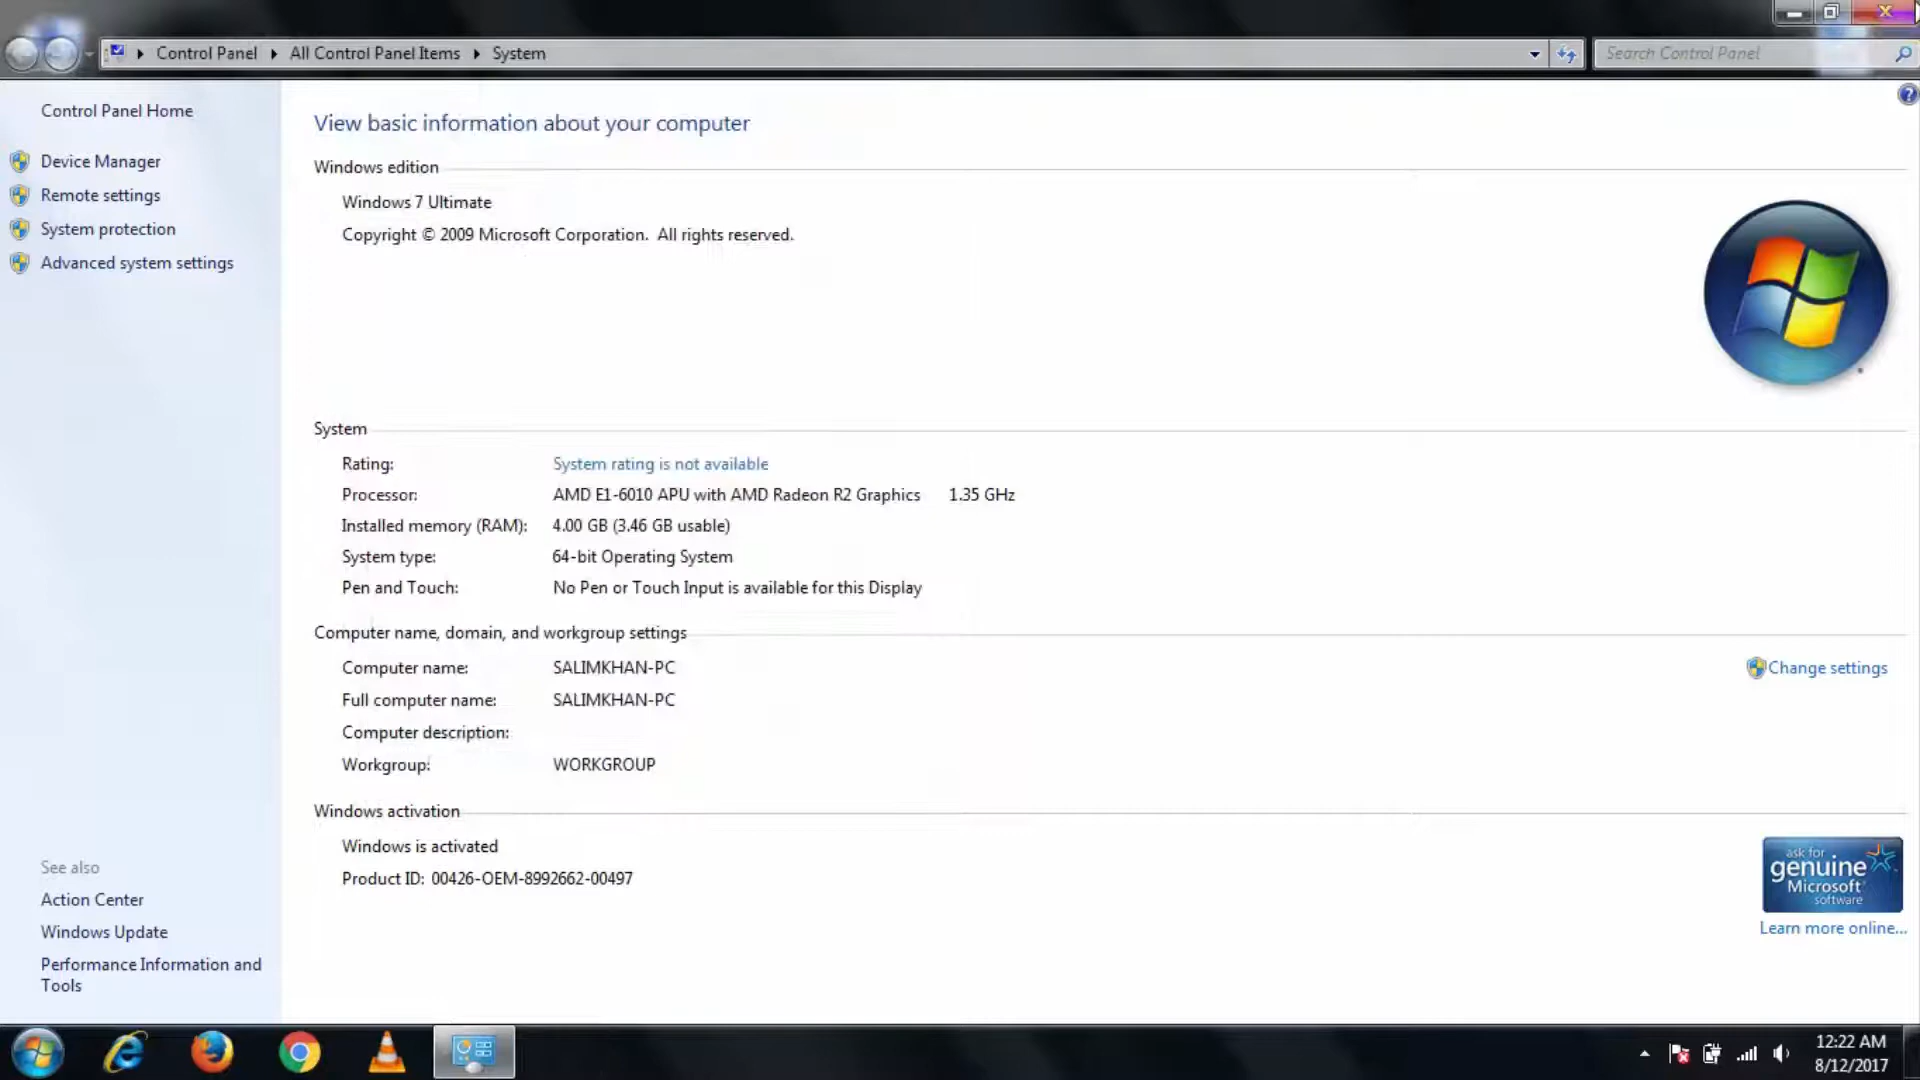 Control Panel
All Control Panel Items
System
Search Control Panel
Control Panel Home
Device Manager
Remote settings
System protection
Advanced system settings
See also
Action Center
Windows Update
Performance Information and
Tools
View basic information about your computer
Windows edition
Windows 7 Ultimate
Copyright © 2009 Microsoft Corporation. All rights reserved.
System
Rating: System rating is not available
Processor: AMD E1-6010 APU with AMD Radeon R2 Graphics 1.35 GHz
Installed memory (RAM): 4.00 GB (3.46 GB usable)
System type: 64-bit Operating System
Pen and Touch: No Pen or Touch Input is available for this Display
Computer name, domain, and workgroup settings
Computer name: SALIMKHAN-PC
Change settings
Full computer name: SALIMKHAN-PC
Computer description:
Workgroup: WORKGROUP
Windows activation
Windows is activated
Product ID: 00426-OEM-8992662-00497
ask for
genuine
Microsoft
software
Learn more online...
12:22 AM
8/12/2017